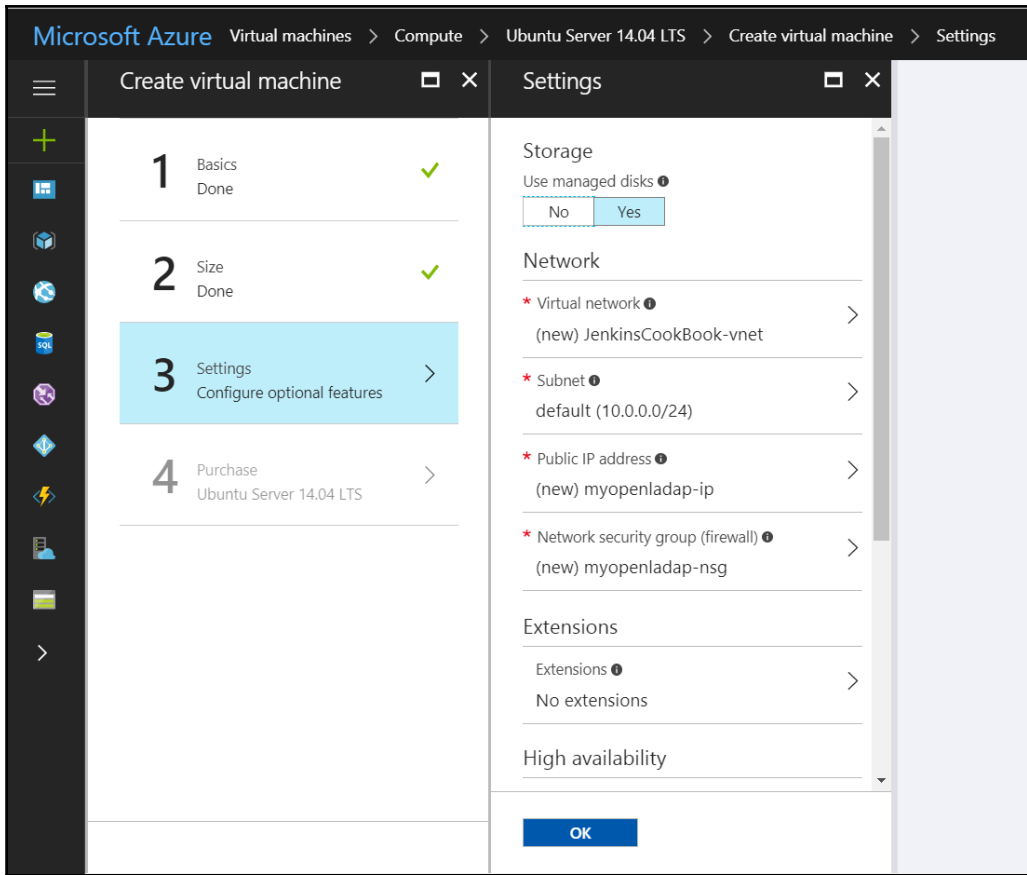 Microsoft Azure Virtual machines > Compute > Ubuntu Server 14.04 LTS > Create virtual machine > Settings
Create virtual machine
1 Basics
Done
2 Size
Done
3 Settings
Configure optional features
4 Purchase
Ubuntu Server 14.04 LTS
Settings
Storage
Use managed disks
No Yes
Network
* Virtual network
(new) JenkinsCookBook-vnet
* Subnet
default (10.0.0.0/24)
* Public IP address
(new) myopenladap-ip
* Network security group (firewall)
(new) myopenladap-nsg
Extensions
Extensions
No extensions
High availability
OK
SQL